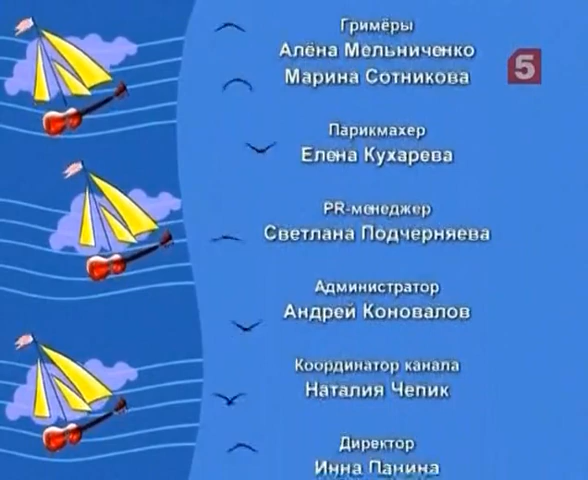 Гримёры
Алёна Мельниченко
Марина Сотникова
5
Парикмахер
Елена Кухарева
PR-менеджер
Светлана Подчерняева
Администратор
Андрей Коновалов
Координатор канала
Наталия Чепик
Директор
Инна Панина